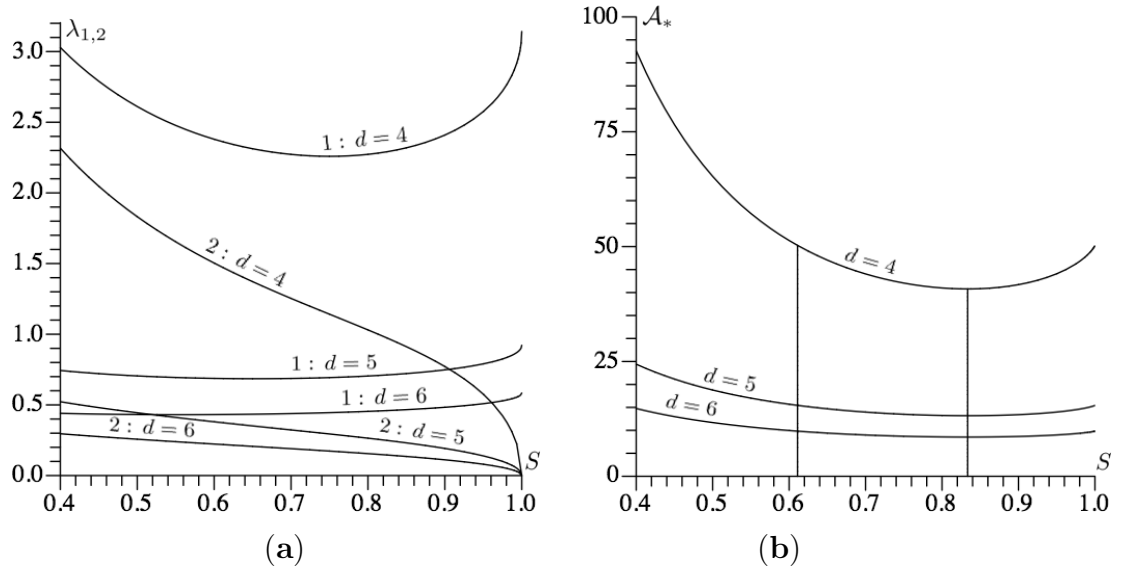 λ₁,₂
3.0
2.5
2.0
1.5
1.0
0.5
0.0
1 : d = 4
2 : d = 4
1 : d = 5
1 : d = 6
2 : d = 6
2 : d = 5
S
0.4 0.5 0.6 0.7 0.8 0.9 1.0
(a)
100
75
50
25
0
𝒜∗
d = 4
d = 5
d = 6
S
0.4 0.5 0.6 0.7 0.8 0.9 1.0
(b)